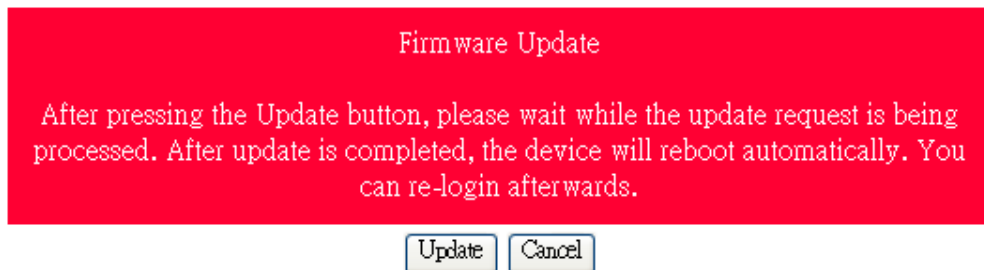 Firmware Update
After pressing the Update button, please wait while the update request is being
processed. After update is completed, the device will reboot automatically. You
can re-login afterwards.
Update Cancel